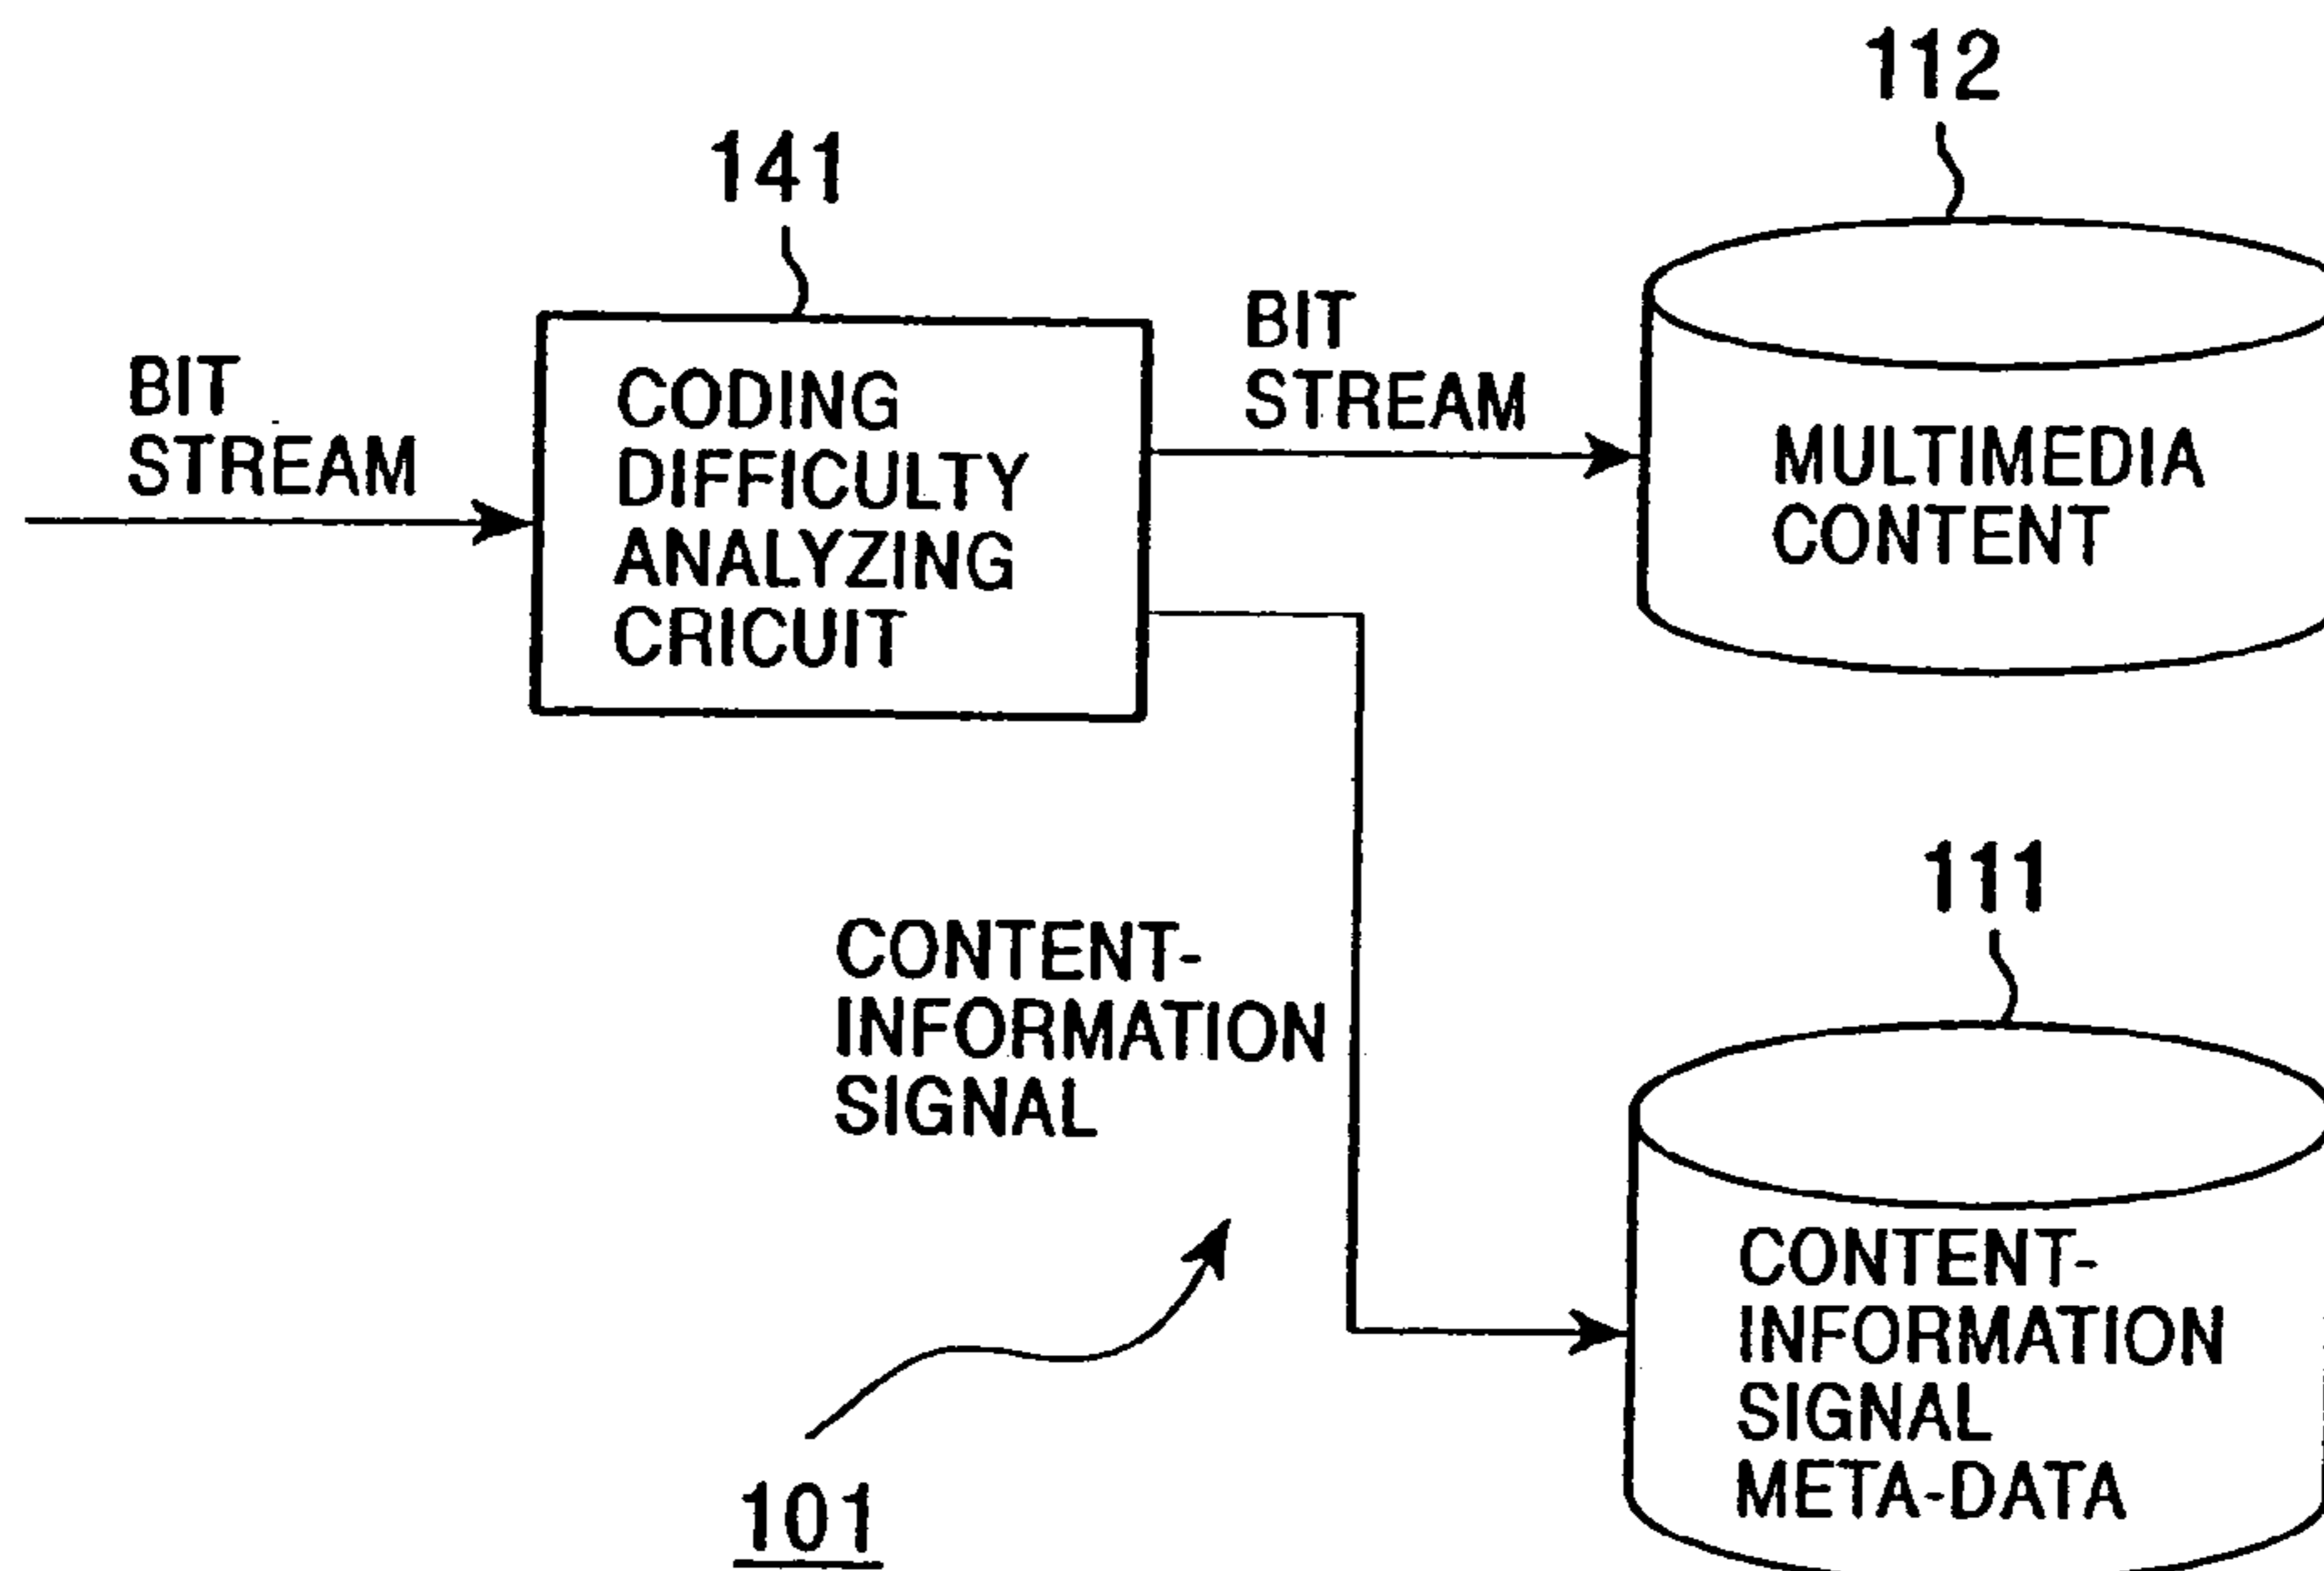 112
141
BIT
STREAM
CODING
DIFFICULTY
ANALYZING
CRICUIT
BIT
STREAM
MULTIMEDIA
CONTENT
111
CONTENT-
INFORMATION
SIGNAL
CONTENT-
INFORMATION
SIGNAL
META-DATA
101